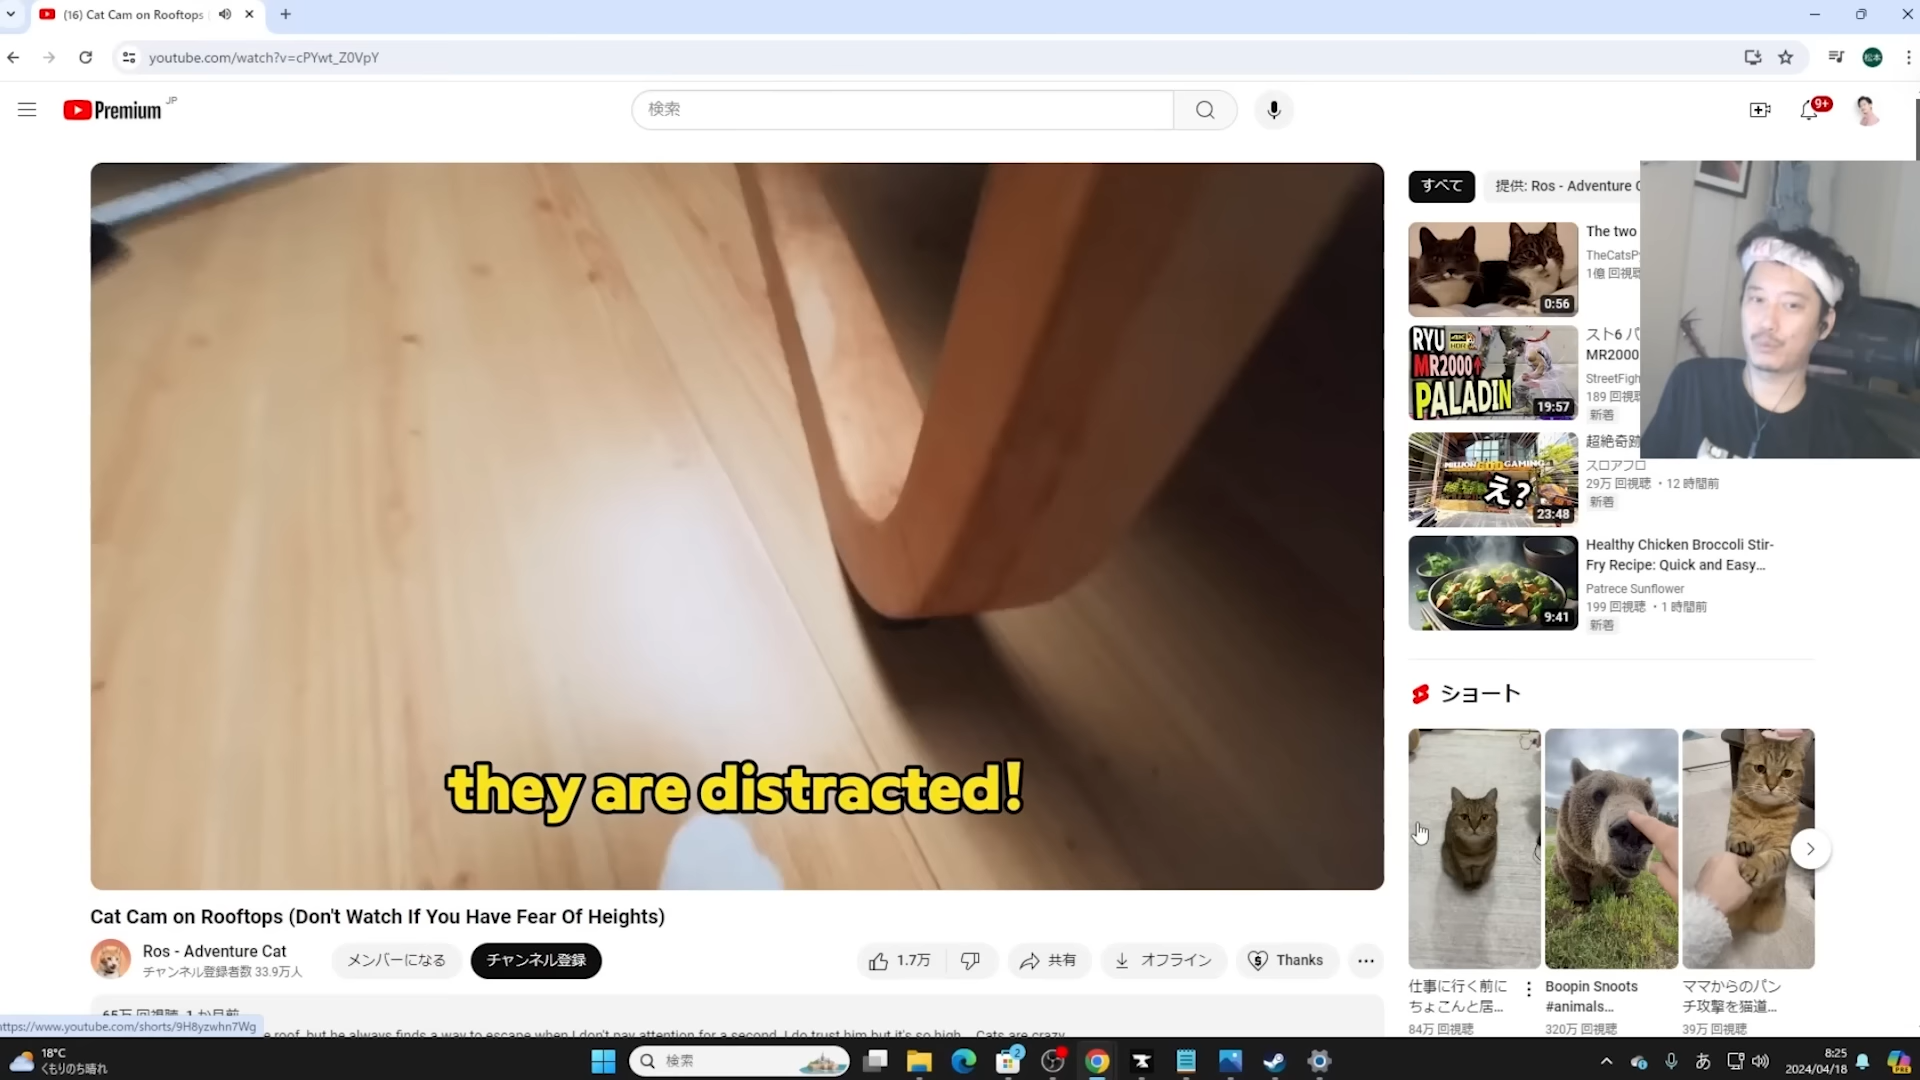 (16) Cat Cam on Rooftops
youtube.com/watch?v=cPYwt_Z0VpY
Premium JP
検索
9+
すべて
提供: Ros - Adventure
The two
0:56
1億 回視聴
RYU
MR2000↑
PALADIN
19:57
スト6
MR2000
StreetFigh
189 回視聴
新着
え?
23:48
超絶奇跡
スロアフロ
29万 回視聴 ・12 時間前
新着
9:41
Healthy Chicken Broccoli Stir-
Fry Recipe: Quick and Easy...
Patrece Sunflower
199 回視聴 ・1 時間前
新着
they are distracted!
ショート
Cat Cam on Rooftops (Don't Watch If You Have Fear Of Heights)
Ros - Adventure Cat
チャンネル登録者数 33.9万人
メンバーになる
チャンネル登録
1.7万
共有
オフライン
Thanks
仕事に行く前に
ちょこんと居...
84万 回視聴
Boopin Snoots
#animals...
320万 回視聴
ママからのパン
チ攻撃を猫道...
39万 回視聴
65万 回視聴 1 か月前
e roof, but he always finds a way to escape when I don't pay attention for a second. I do trust him but it's so high... Cats are crazy
https://www.youtube.com/shorts/9H8yzwhn7Wg
18°C
くもりのち晴れ
検索
2
あ
8:25
2024/04/18